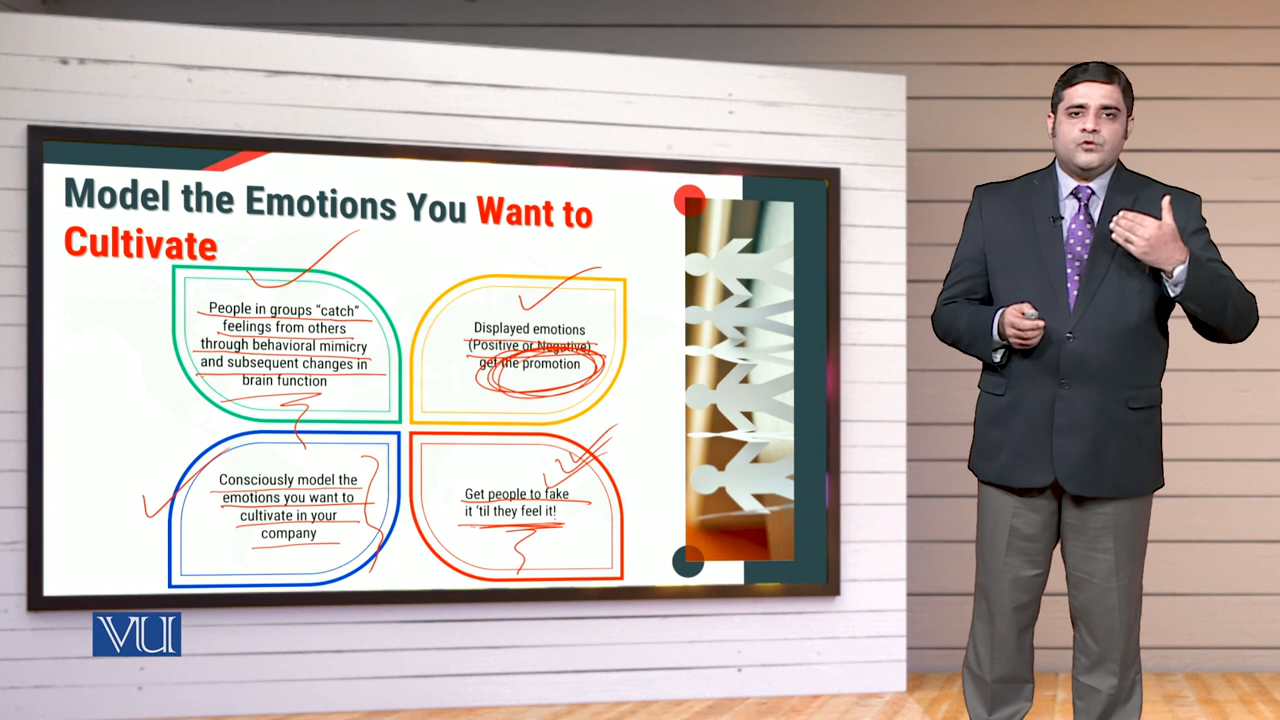 Model the Emotions You Want to
Cultivate
People in groups “catch”
feelings from others
through behavioral mimicry
and subsequent changes in
brain function
Displayed emotions
(Positive or Negative)
get the promotion
Consciously model the
emotions you want to
cultivate in your
company
Get people to fake
it ’til they feel it!
VU